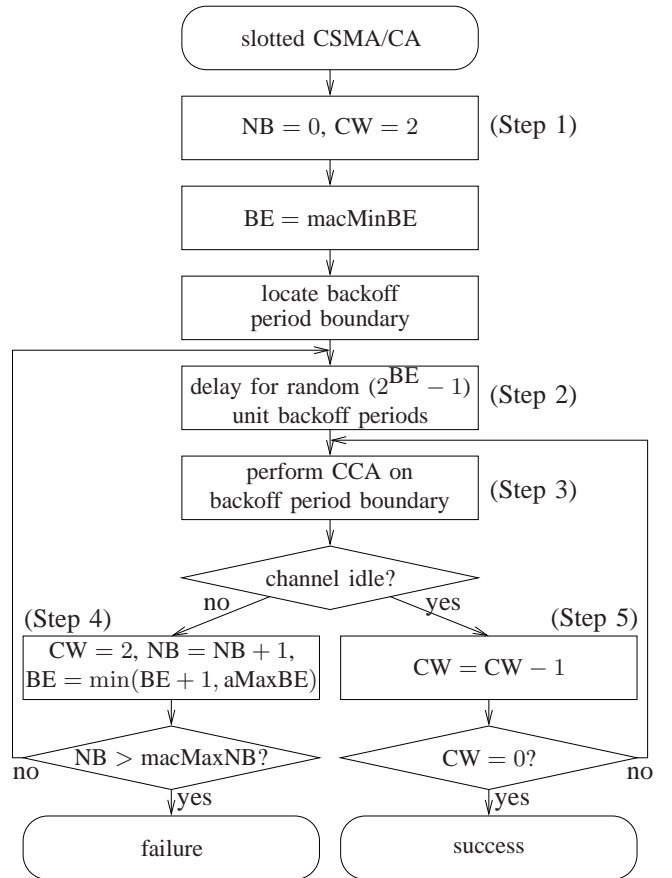 slotted CSMA/CA
NB = 0, CW = 2
(Step 1)
BE = macMinBE
locate backoff
period boundary
delay for random (2^BE − 1)
unit backoff periods
(Step 2)
perform CCA on
backoff period boundary
(Step 3)
channel idle?
no
yes
(Step 4)
(Step 5)
CW = 2, NB = NB + 1,
BE = min(BE + 1, aMaxBE)
CW = CW − 1
NB > macMaxNB?
CW = 0?
no
no
yes
yes
failure
success